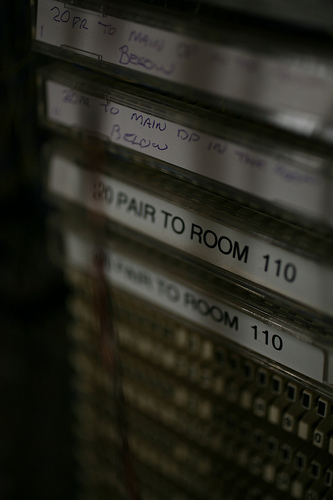 20PR TO MAIN
BELOW
20PR TO MAIN DP IN THE
BELOW
20 PAIR TO ROOM 110
PAIR TO ROOM 110